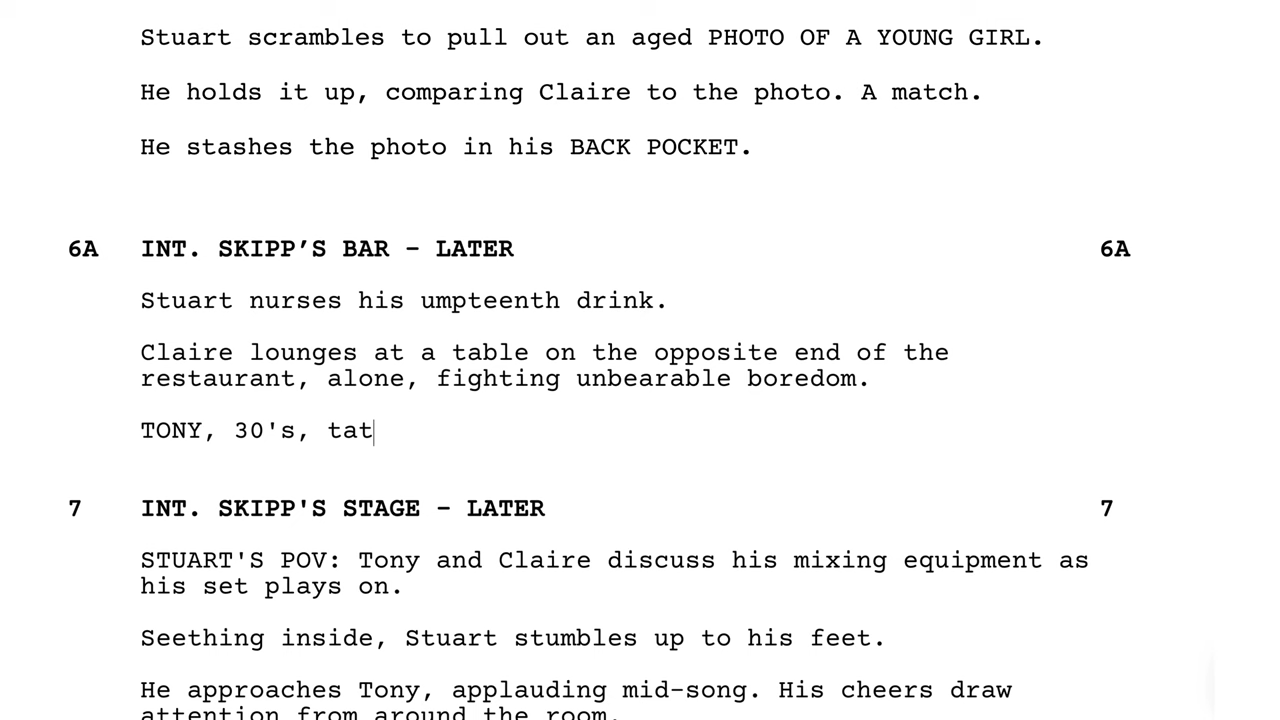 Stuart scrambles to pull out an aged PHOTO OF A YOUNG GIRL.
He holds it up, comparing Claire to the photo. A match.
He stashes the photo in his BACK POCKET.
6A INT. SKIPP’S BAR – LATER 6A
Stuart nurses his umpteenth drink.
Claire lounges at a table on the opposite end of the
restaurant, alone, fighting unbearable boredom.
TONY, 30's, tat
7 INT. SKIPP'S STAGE – LATER 7
STUART'S POV: Tony and Claire discuss his mixing equipment as
his set plays on.
Seething inside, Stuart stumbles up to his feet.
He approaches Tony, applauding mid-song. His cheers draw
attention from around the room.